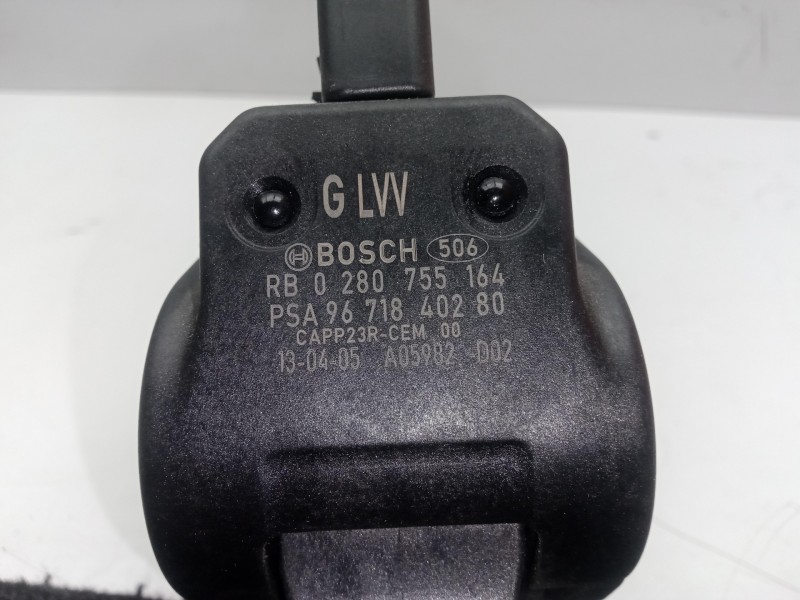 G LVV
BOSCH 506
RB 0 280 755 164
PSA 96 718 402 80
CAPP23R-CEM 00
13-04-05 A05982 D02